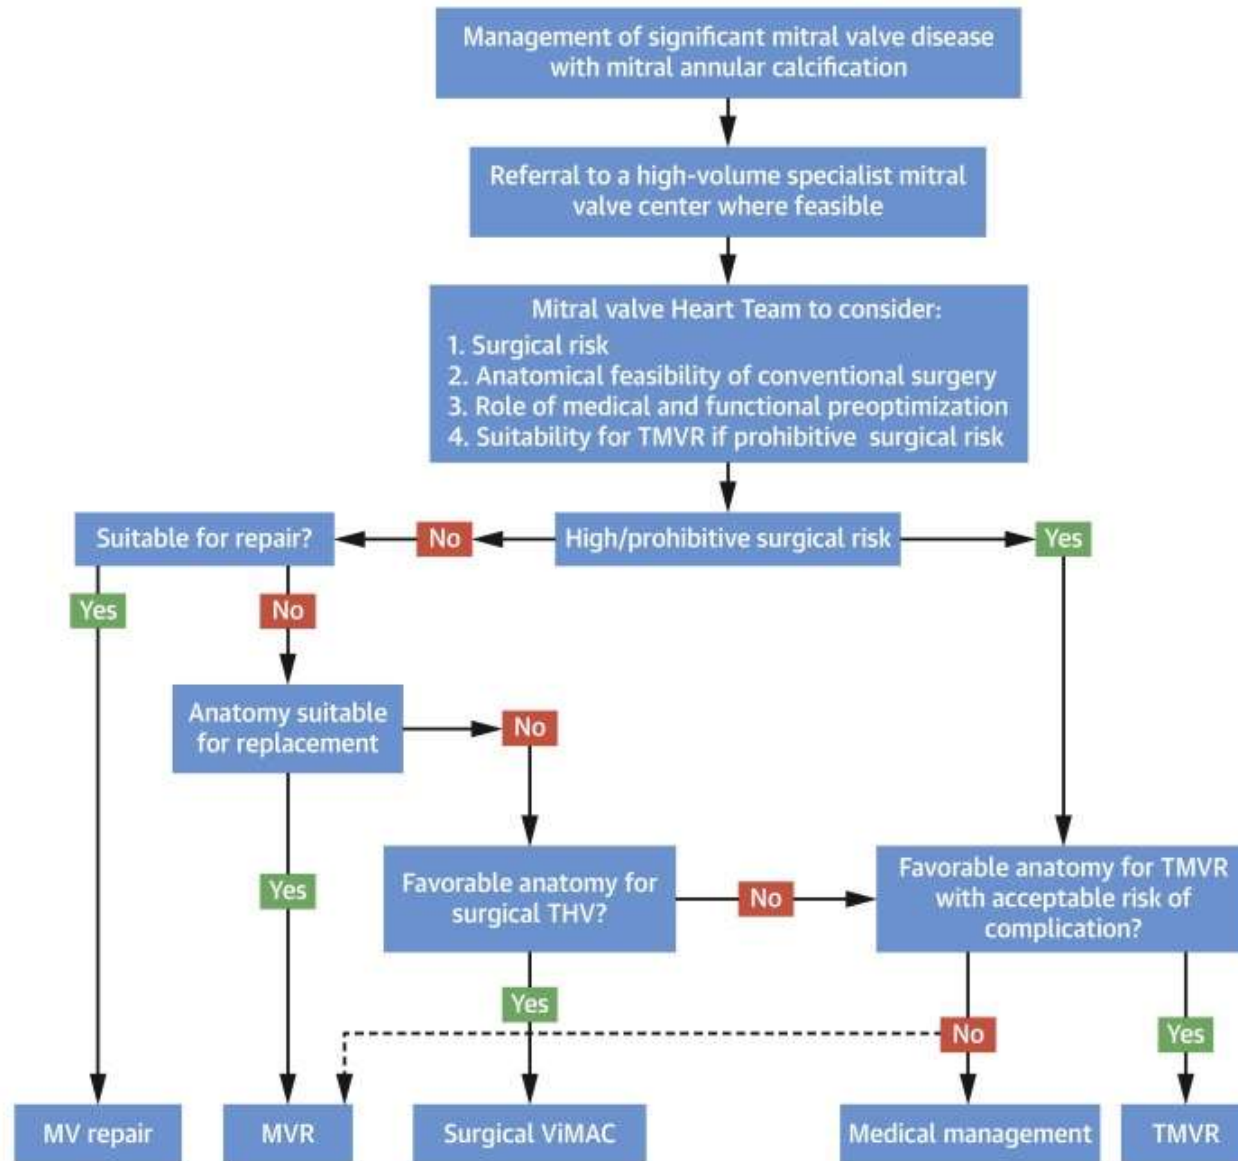 Management of significant mitral valve disease
with mitral annular calcification
Referral to a high-volume specialist mitral
valve center where feasible
Mitral valve Heart Team to consider:
1. Surgical risk
2. Anatomical feasibility of conventional surgery
3. Role of medical and functional preoptimization
4. Suitability for TMVR if prohibitive surgical risk
Suitable for repair?
No
High/prohibitive surgical risk
Yes
Yes
No
Anatomy suitable
for replacement
No
Yes
Favorable anatomy for
surgical THV?
No
Favorable anatomy for TMVR
with acceptable risk of
complication?
Yes
No
Yes
MV repair
MVR
Surgical ViMAC
Medical management
TMVR